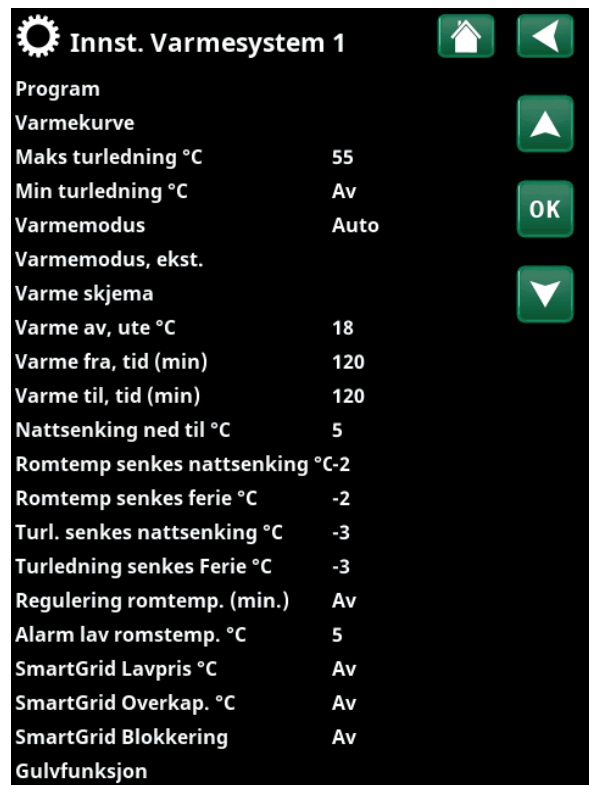 Innst. Varmesystem 1
Program
Varmekurve
Maks turledning °C 55
Min turledning °C Av
Varmemodus Auto
OK
Varmemodus, ekst.
Varme skjema
Varme av, ute °C 18
Varme fra, tid (min) 120
Varme til, tid (min) 120
Nattsenking ned til °C 5
Romtemp senkes nattsenking °C-2
Romtemp senkes ferie °C -2
Turl. senkes nattsenking °C -3
Turledning senkes Ferie °C -3
Regulering romtemp. (min.) Av
Alarm lav romstemp. °C 5
SmartGrid Lavpris °C Av
SmartGrid Overkap. °C Av
SmartGrid Blokkering Av
Gulvfunksjon